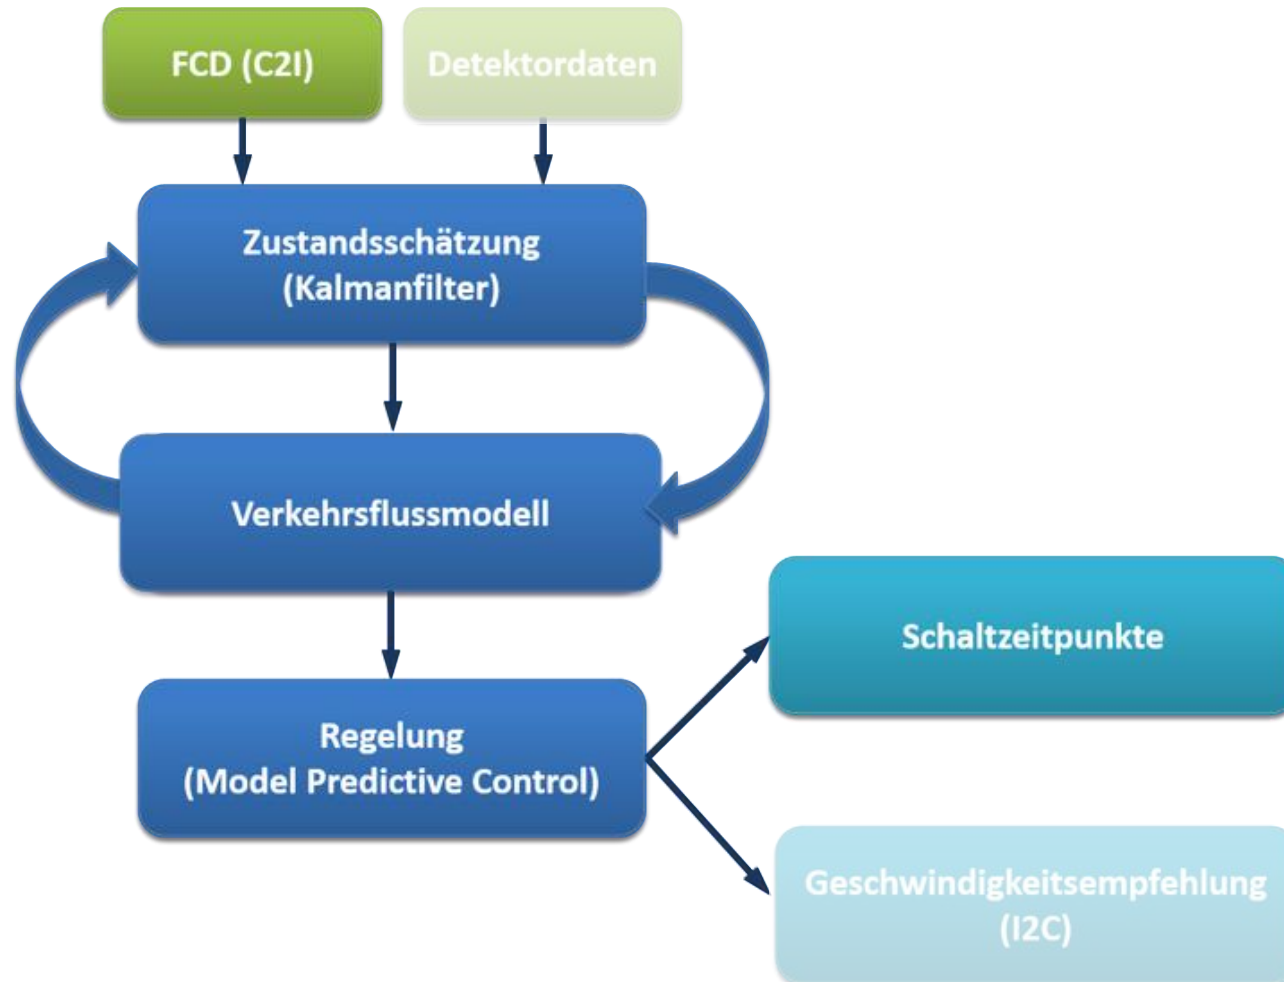 FCD (C2I)
Detektordaten
Zustandsschätzung
(Kalmanfilter)
Verkehrsflussmodell
Schaltzeitpunkte
Regelung
(Model Predictive Control)
Geschwindigkeitsempfehlung
(I2C)